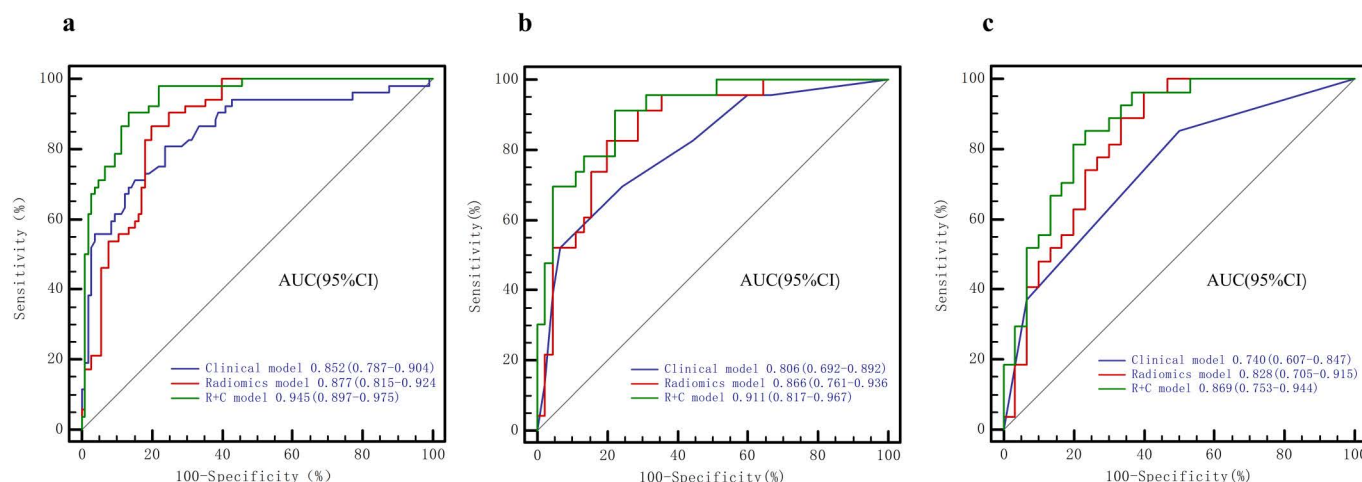 a
100
80
60
40
20
0
Sensitivity (%)
AUC(95%CI)
Clinical model 0.852(0.787-0.904)
Radiomics model 0.877(0.815-0.924
R+C model 0.945(0.897-0.975)
0 20 40 60 80 100
100-Specificity (%)
b
100
80
60
40
20
0
Sensitivity(%)
AUC(95%CI)
Clinical model 0.806(0.692-0.892)
Radiomics model 0.866(0.761-0.936
R+C model 0.911(0.817-0.967)
0 20 40 60 80 100
100-Specificity(%)
c
100
80
60
40
20
0
Sensitivity(%)
AUC(95%CI)
Clinical model 0.740(0.607-0.847)
Radiomics model 0.828(0.705-0.915)
R+C model 0.869(0.753-0.944)
0 20 40 60 80 100
100-Specificity(%)